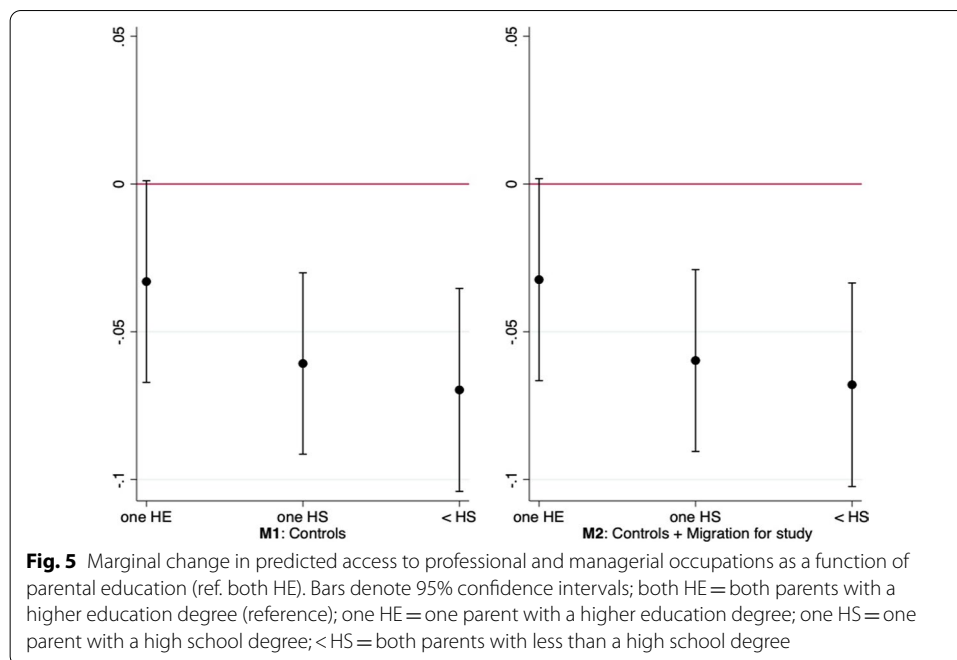 .05
0
-.05
-.1
one HE
one HS
< HS
M1: Controls
.05
0
-.05
-.1
one HE
one HS
< HS
M2: Controls + Migration for study
Fig. 5 Marginal change in predicted access to professional and managerial occupations as a function of
parental education (ref. both HE). Bars denote 95% confidence intervals; both HE = both parents with a
higher education degree (reference); one HE = one parent with a higher education degree; one HS = one
parent with a high school degree; < HS = both parents with less than a high school degree